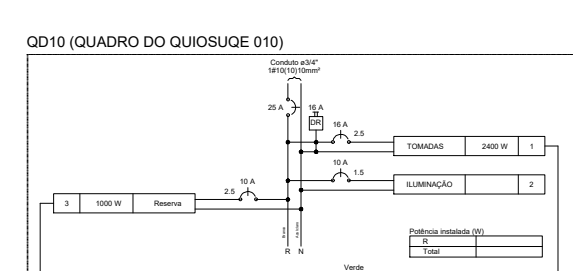 QD10 (QUADRO DO QUIOSUQE 010)
Conduto ø3/4"
1#10(10)10mm²
25 A
16 A
DR
16 A
2.5
TOMADAS 2400 W 1
10 A
1.5
ILUMINAÇÃO 2
10 A
2.5
3 1000 W Reserva
R N
Potência instalada (W)
R
Total
Verde